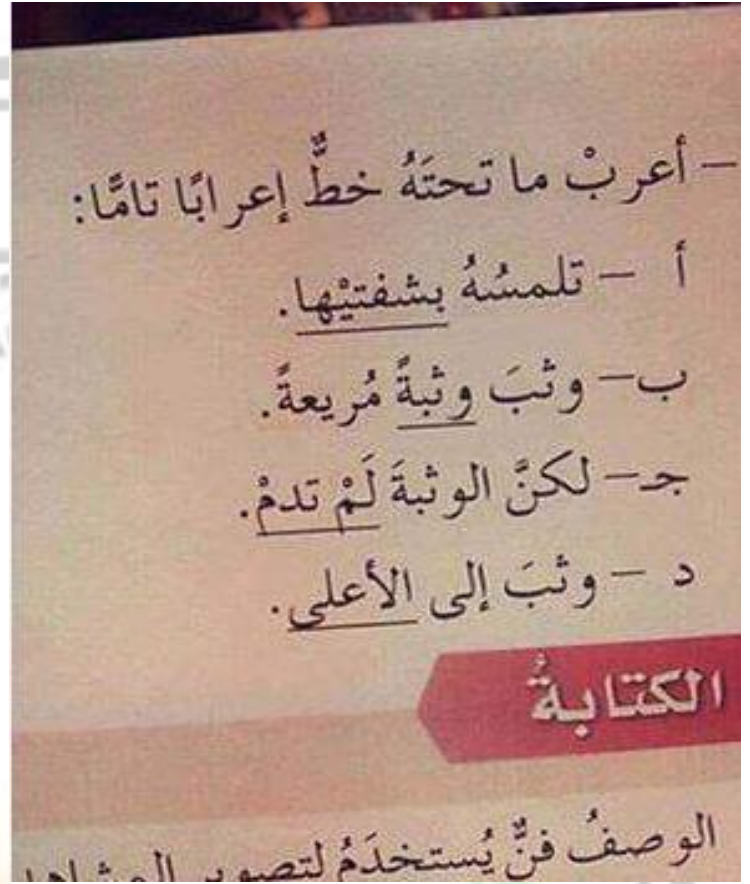 – أعربْ ما تحتَهُ خطٌّ إعرابًا تامًّا:
أ – تلمسُهُ بشفتيْها.
ب– وثبَ وثبةً مُريعةً.
جـ– لكنَّ الوثبةَ لَمْ تدمْ.
د – وثبَ إلى الأعلى.
الكتابةُ
الوصفُ فنٌّ يُستخدَمُ لتصوير